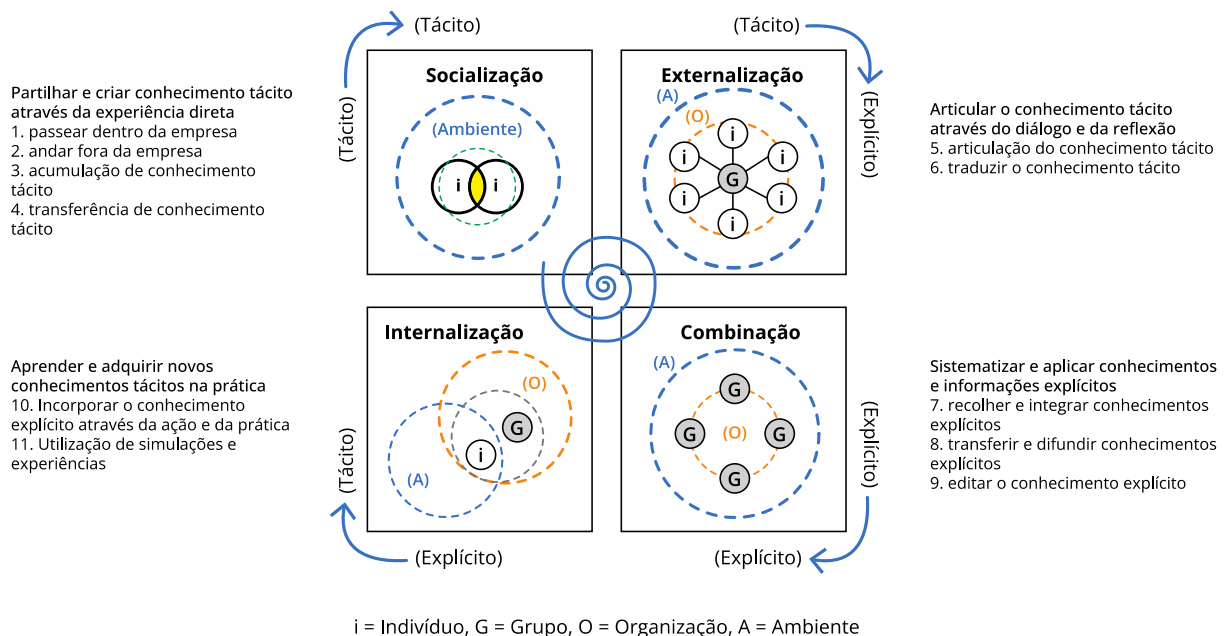 (Tácito)
(Tácito)
Socialização
Externalização
Partilhar e criar conhecimento tácito
através da experiência direta
1. passear dentro da empresa
2. andar fora da empresa
3. acumulação de conhecimento
tácito
4. transferência de conhecimento
tácito
(Tácito)
(Ambiente)
i
i
(A)
(O)
i
i
i
G
i
i
i
(Explícito)
Articular o conhecimento tácito
através do diálogo e da reflexão
5. articulação do conhecimento tácito
6. traduzir o conhecimento tácito
Internalização
Combinação
Aprender e adquirir novos
conhecimentos tácitos na prática
10. Incorporar o conhecimento
explícito através da ação e da prática
11. Utilização de simulações e
experiências
(Tácito)
(O)
G
i
(A)
(A)
G
G
(O)
G
G
(Explícito)
Sistematizar e aplicar conhecimentos
e informações explícitos
7. recolher e integrar conhecimentos
explícitos
8. transferir e difundir conhecimentos
explícitos
9. editar o conhecimento explícito
(Explícito)
(Explícito)
i = Indivíduo, G = Grupo, O = Organização, A = Ambiente